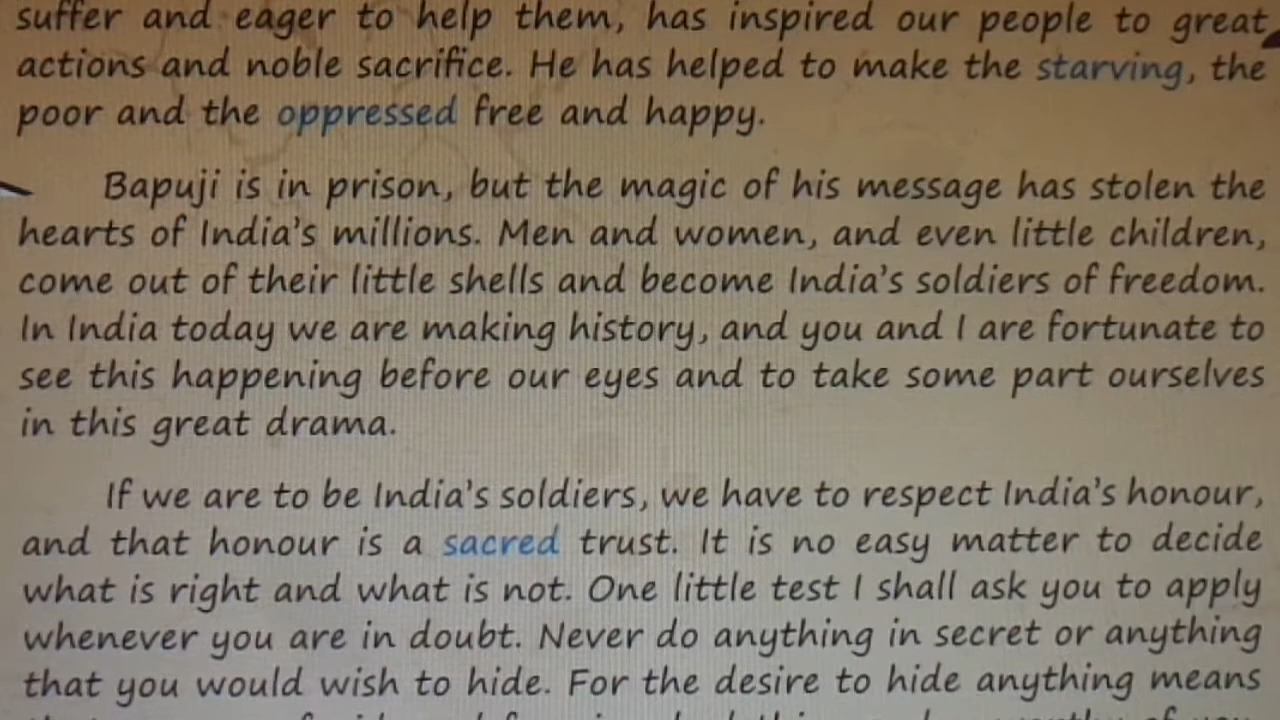 suffer and eager to help them, has inspired our people to great
actions and noble sacrifice. He has helped to make the starving, the
poor and the oppressed free and happy.
Bapuji is in prison, but the magic of his message has stolen the
hearts of India's millions. Men and women, and even little children,
come out of their little shells and become India's soldiers of freedom.
In India today we are making history, and you and I are fortunate to
see this happening before our eyes and to take some part ourselves
in this great drama.
If we are to be India's soldiers, we have to respect India's honour,
and that honour is a sacred trust. It is no easy matter to decide
what is right and what is not. One little test I shall ask you to apply
whenever you are in doubt. Never do anything in secret or anything
that you would wish to hide. For the desire to hide anything means